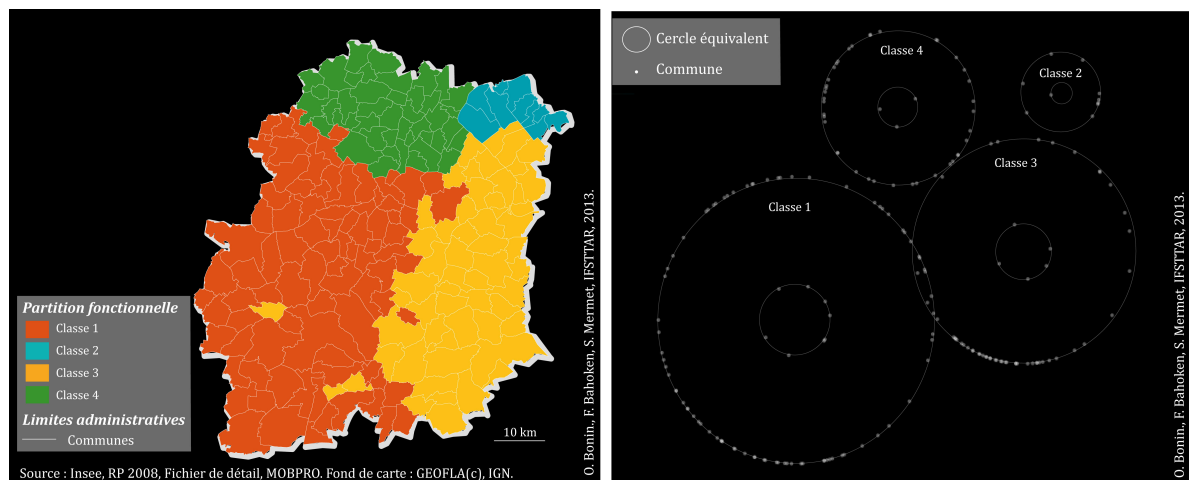 Partition fonctionnelle
Classe 1
Classe 2
Classe 3
Classe 4
Limites administratives
Communes
10 km
Source : Insee, RP 2008, Fichier de détail, MOBPRO. Fond de carte : GEOFLA(c), IGN.
O. Bonin., F. Bahoken, S. Mermet, IFSTTAR, 2013.
Cercle équivalent
Commune
Classe 4
Classe 2
Classe 3
Classe 1
O. Bonin., F. Bahoken, S. Mermet, IFSTTAR, 2013.